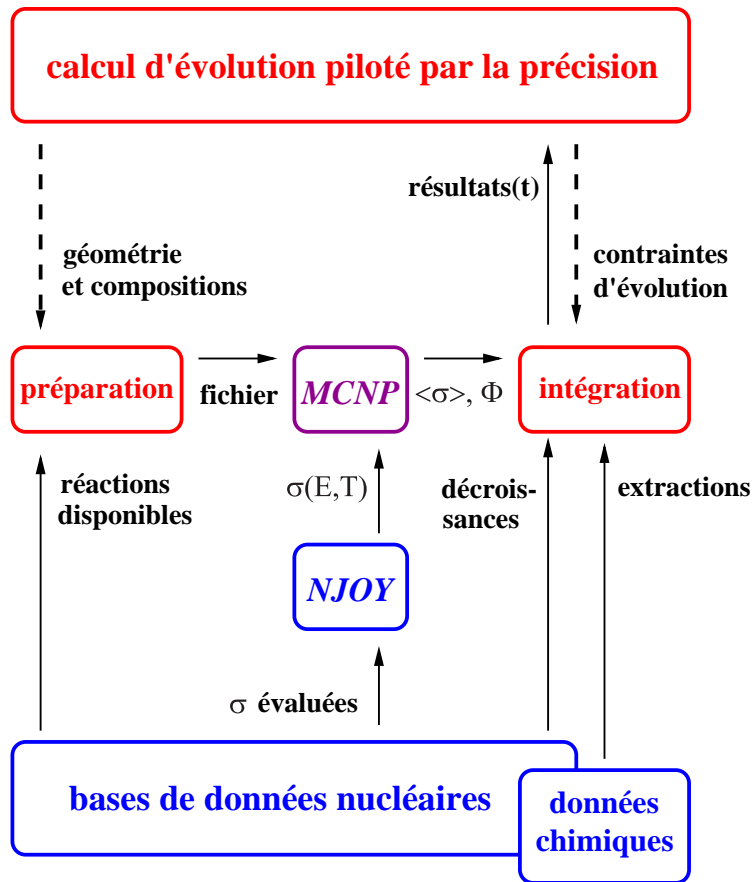 calcul d'évolution piloté par la précision
résultats(t)
géométrie
et compositions
contraintes
d'évolution
préparation
fichier
MCNP
<σ>, Φ
intégration
réactions
disponibles
σ(E,T)
décrois-
sances
extractions
NJOY
σ évaluées
bases de données nucléaires
données
chimiques